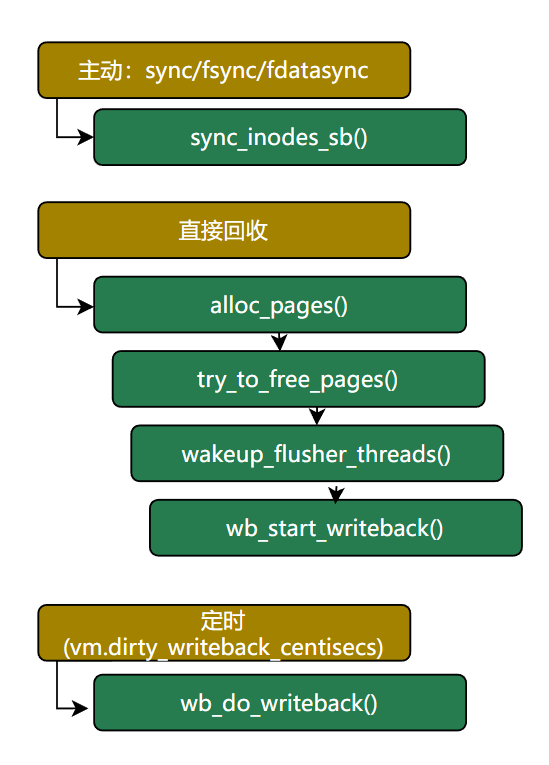 主动：sync/fsync/fdatasync
sync_inodes_sb()
直接回收
alloc_pages()
try_to_free_pages()
wakeup_flusher_threads()
wb_start_writeback()
定时
(vm.dirty_writeback_centisecs)
wb_do_writeback()